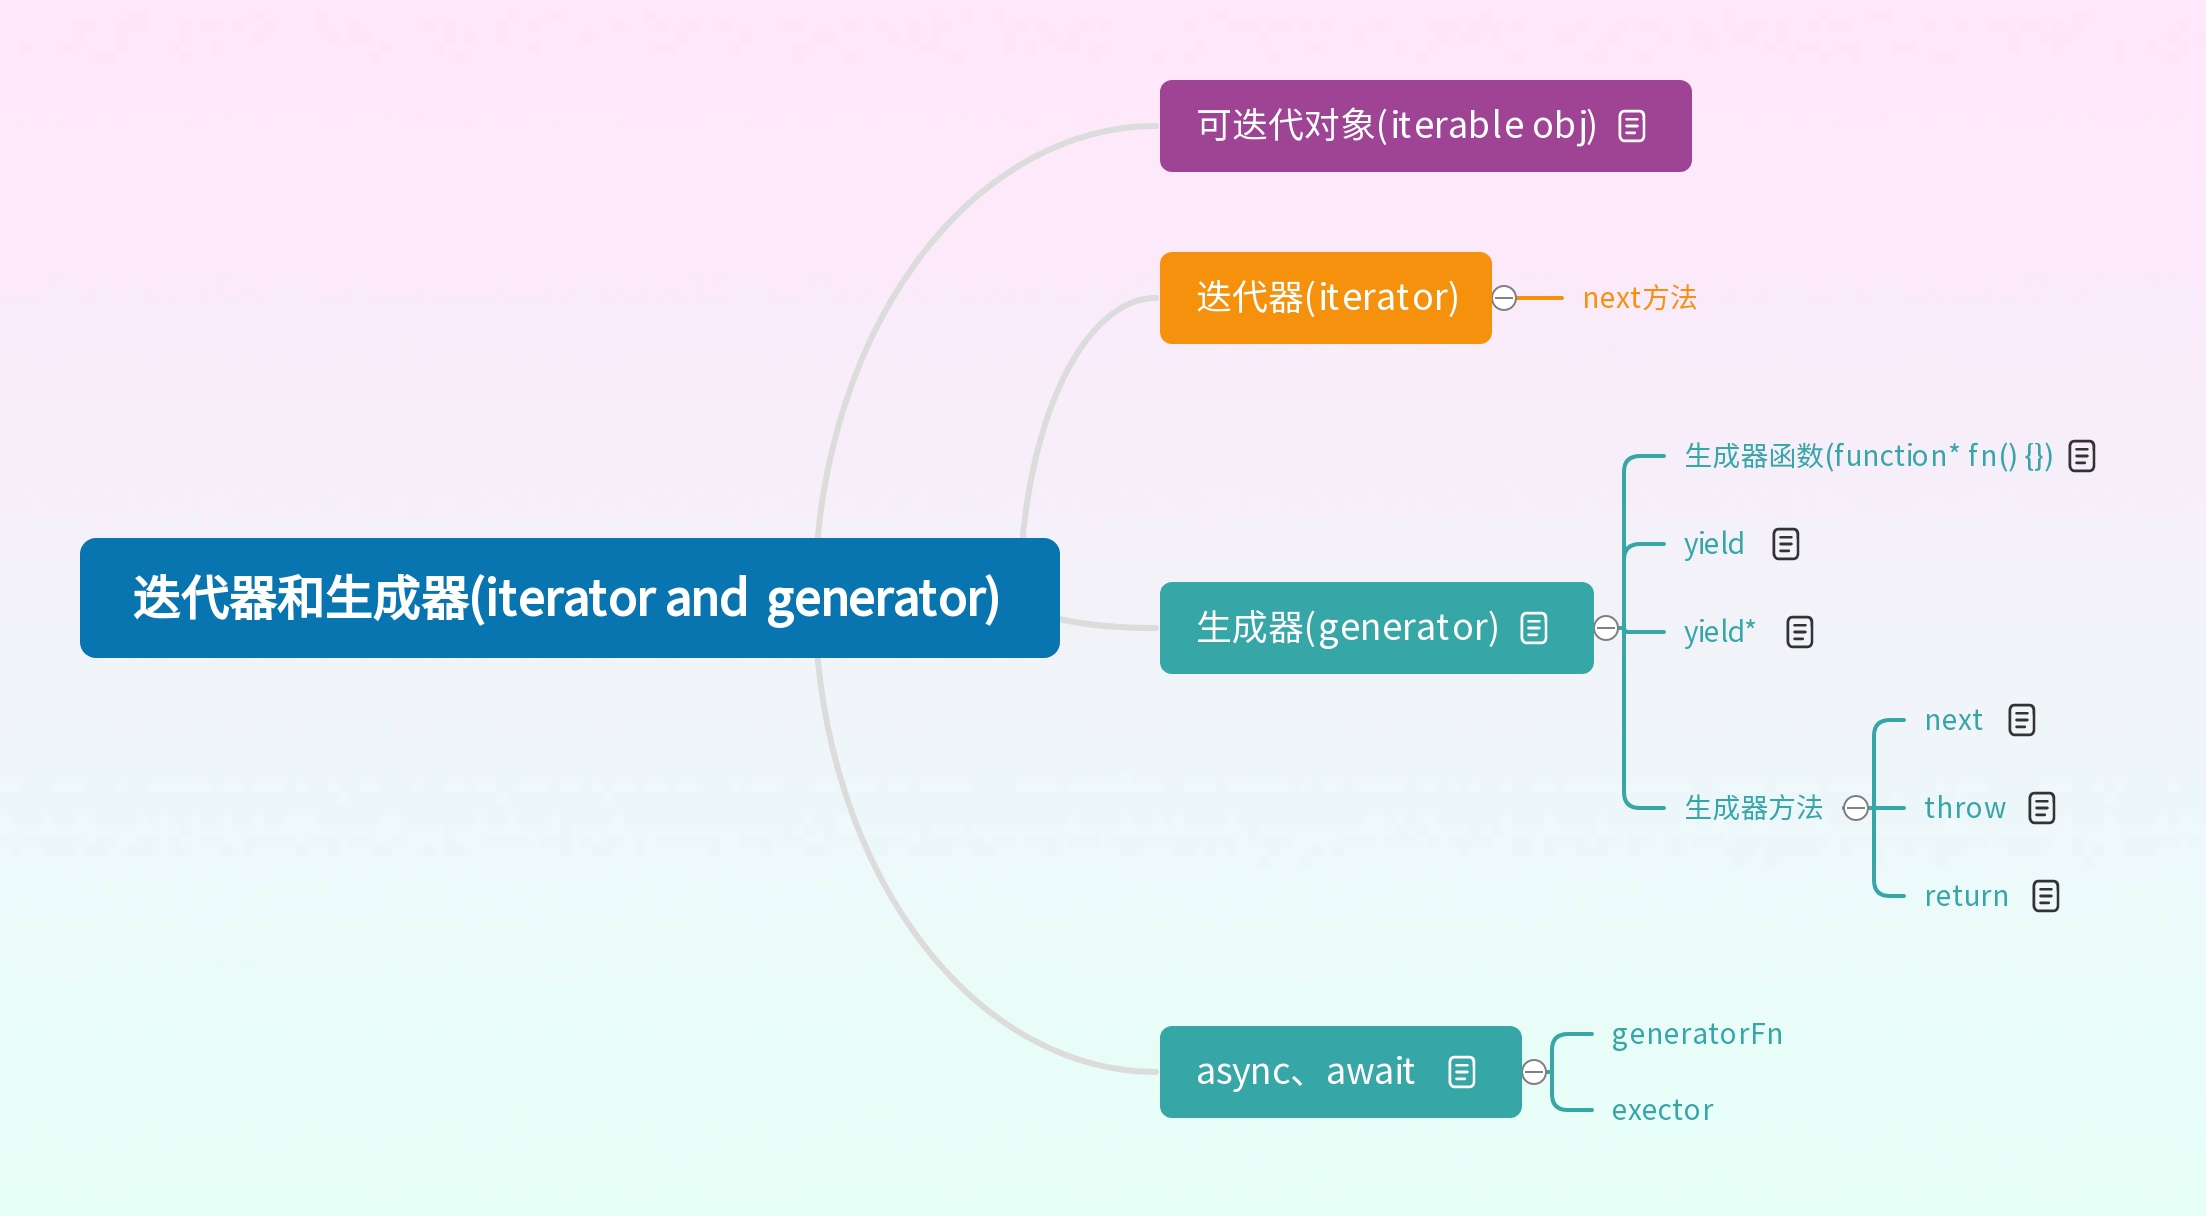 可迭代对象(iterable obj)
迭代器(iterator)
next方法
迭代器和生成器(iterator and generator)
生成器(generator)
生成器函数(function* fn() {})
yield
yield*
生成器方法
next
throw
return
async、await
generatorFn
exector